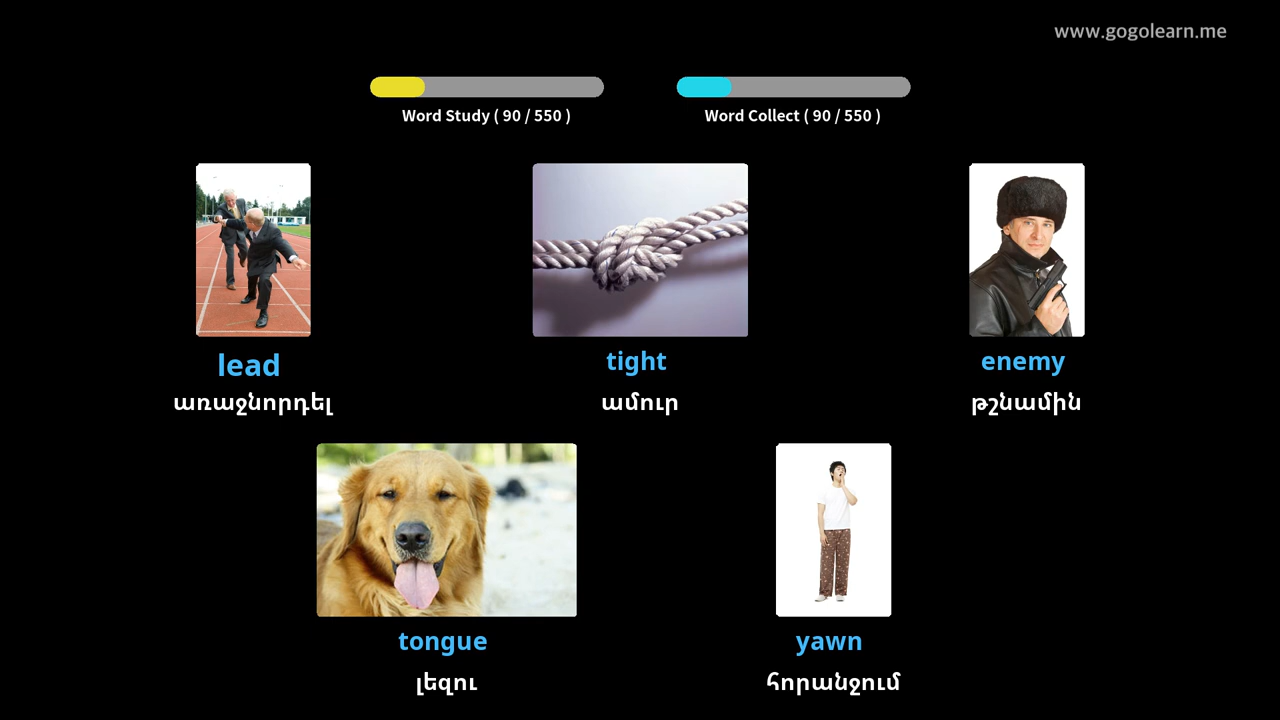 www.gogolearn.me
Word Study ( 90 / 550 )
Word Collect ( 90 / 550 )
lead
առաջնորդել
tight
ամուր
enemy
թշնամին
tongue
լեզու
yawn
հորանջում